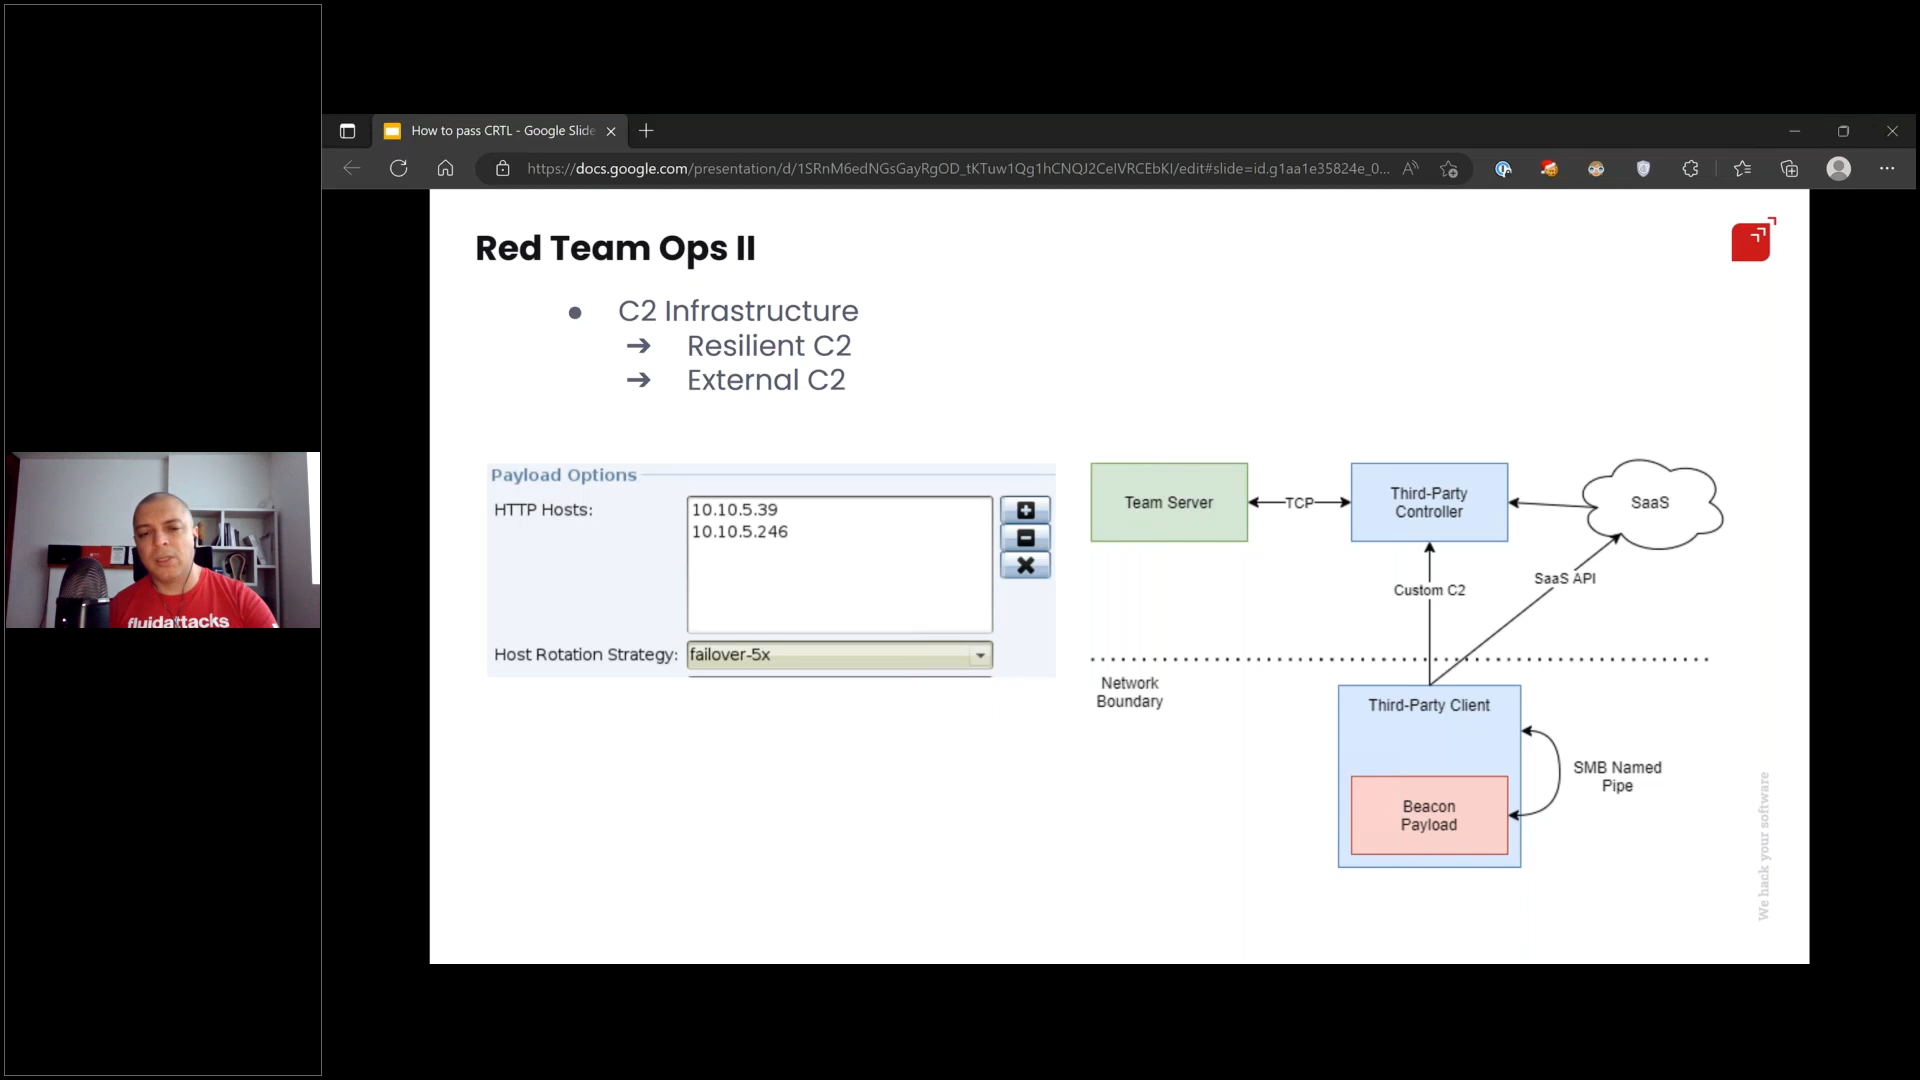 How to pass CRTL - Google Slide
https://docs.google.com/presentation/d/1SRnM6edNGsGayRgOD_tKTuw1Qg1hCNQJ2CeIVRCEbKI/edit#slide=id.g1aa1e35824e_0...
Red Team Ops II
● C2 Infrastructure
➔ Resilient C2
➔ External C2
Payload Options
HTTP Hosts:
10.10.5.39
10.10.5.246
Host Rotation Strategy: failover-5x
Team Server
TCP
Third-Party
Controller
SaaS
Custom C2
SaaS API
Network
Boundary
Third-Party Client
SMB Named
Pipe
Beacon
Payload
We hack your software
fluidattacks